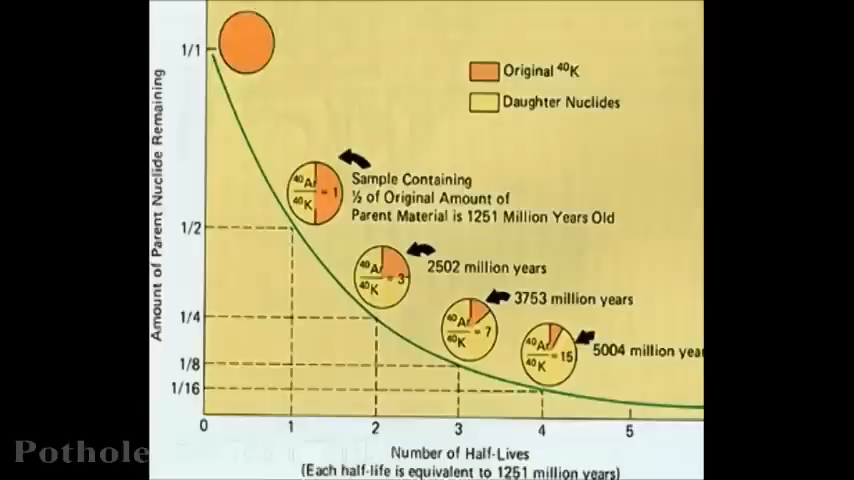 1/1
Original ⁴⁰K
Daughter Nuclides
Amount of Parent Nuclide Remaining
⁴⁰Ar/⁴⁰K = 1
Sample Containing
½ of Original Amount of
Parent Material is 1251 Million Years Old
1/2
⁴⁰Ar/⁴⁰K = 3
2502 million years
3753 million years
⁴⁰Ar/⁴⁰K = 7
1/4
⁴⁰Ar/⁴⁰K = 15
5004 million year
1/8
1/16
0 1 2 3 4 5
Number of Half-Lives
(Each half-life is equivalent to 1251 million years)
Pothole